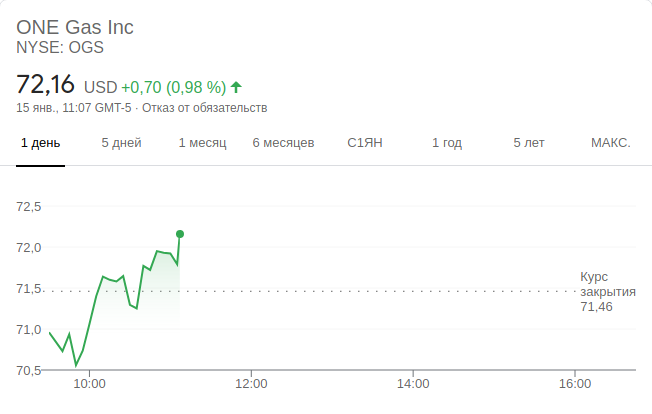 ONE Gas Inc
NYSE: OGS
72,16 USD +0,70 (0,98 %)
15 янв., 11:07 GMT-5 · Отказ от обязательств
1 день 5 дней 1 месяц 6 месяцев С1ЯН 1 год 5 лет МАКС.
72,5
72,0
71,5
71,0
70,5
Курс
закрытия
71,46
10:00 12:00 14:00 16:00